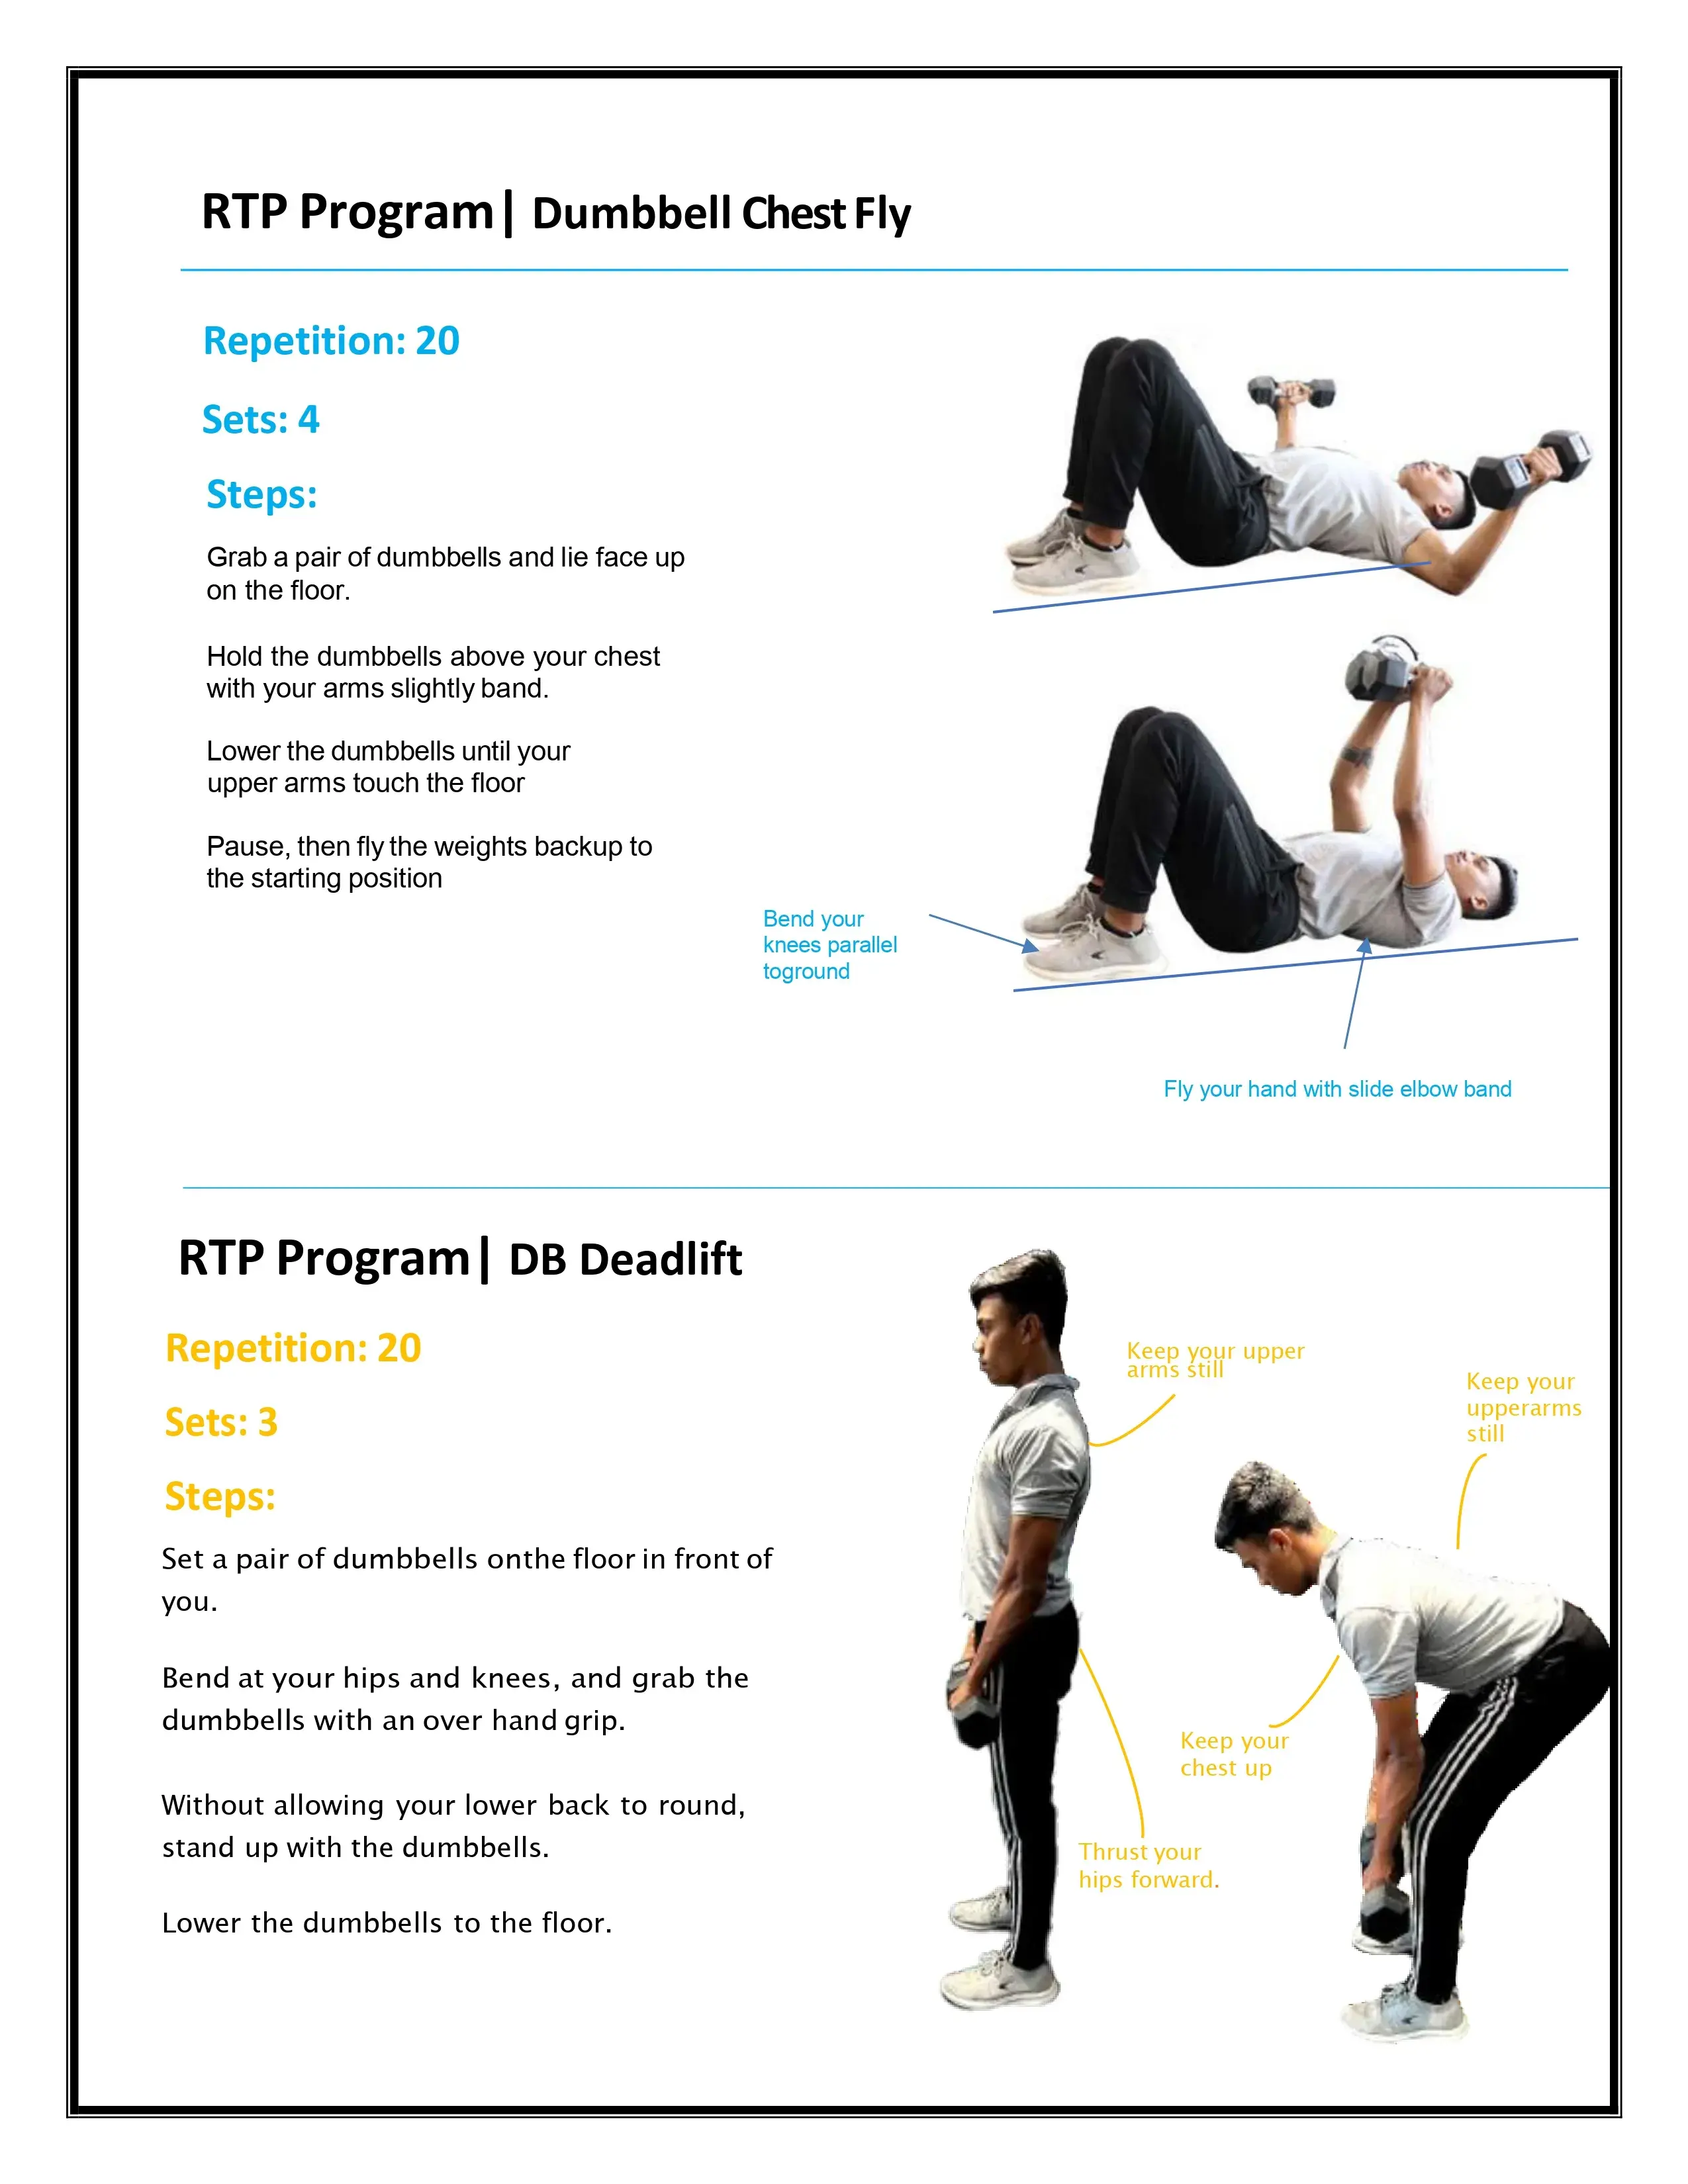 RTP Program| Dumbbell Chest Fly
Repetition: 20
Sets: 4
Steps:
Grab a pair of dumbbells and lie face up
on the floor.
Hold the dumbbells above your chest
with your arms slightly band.
Lower the dumbbells until your
upper arms touch the floor
Pause, then fly the weights backup to
the starting position
Bend your
knees parallel
toground
Fly your hand with slide elbow band
RTP Program| DB Deadlift
Repetition: 20
Sets: 3
Steps:
Set a pair of dumbbells onthe floor in front of
you.
Bend at your hips and knees, and grab the
dumbbells with an over hand grip.
Without allowing your lower back to round,
stand up with the dumbbells.
Lower the dumbbells to the floor.
Keep your upper
arms still
Keep your
upperarms
still
Keep your
chest up
Thrust your
hips forward.